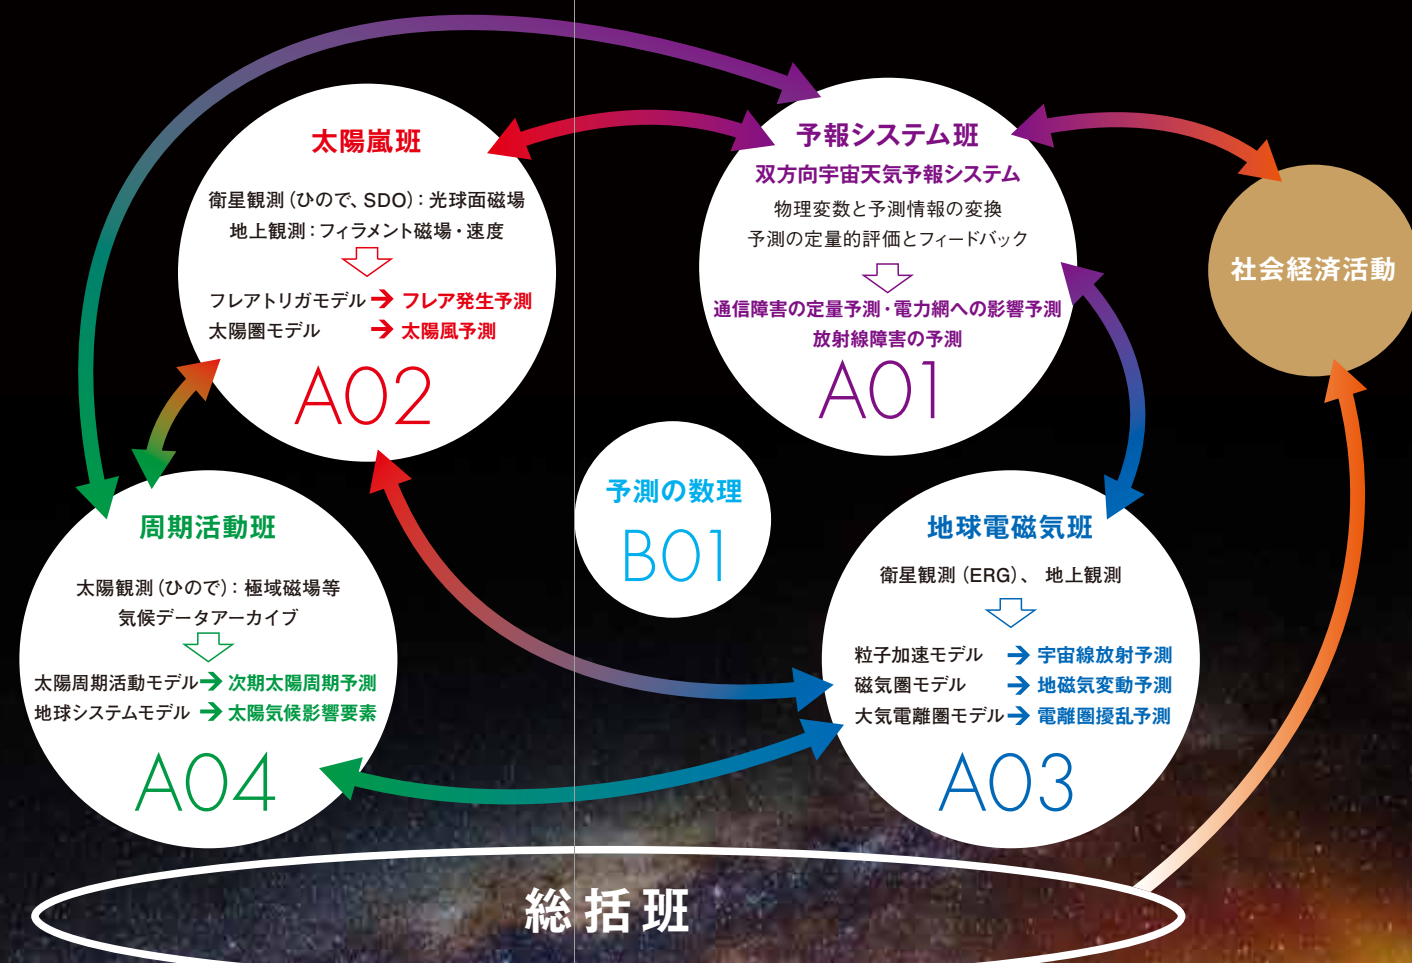 太陽嵐班
衛星観測（ひので、SDO）：光球面磁場
地上観測：フィラメント磁場・速度
フレアトリガモデル → フレア発生予測
太陽圏モデル → 太陽風予測
A02
予報システム班
双方向宇宙天気予報システム
物理変数と予測情報の変換
予測の定量的評価とフィードバック
通信障害の定量予測・電力網への影響予測
放射線障害の予測
A01
社会経済活動
予測の数理
B01
周期活動班
太陽観測（ひので）：極域磁場等
気候データアーカイブ
太陽周期活動モデル → 次期太陽周期予測
地球システムモデル → 太陽気候影響要素
A04
地球電磁気班
衛星観測（ERG）、地上観測
粒子加速モデル → 宇宙線放射予測
磁気圏モデル → 地磁気変動予測
大気電離圏モデル → 電離圏擾乱予測
A03
総括班